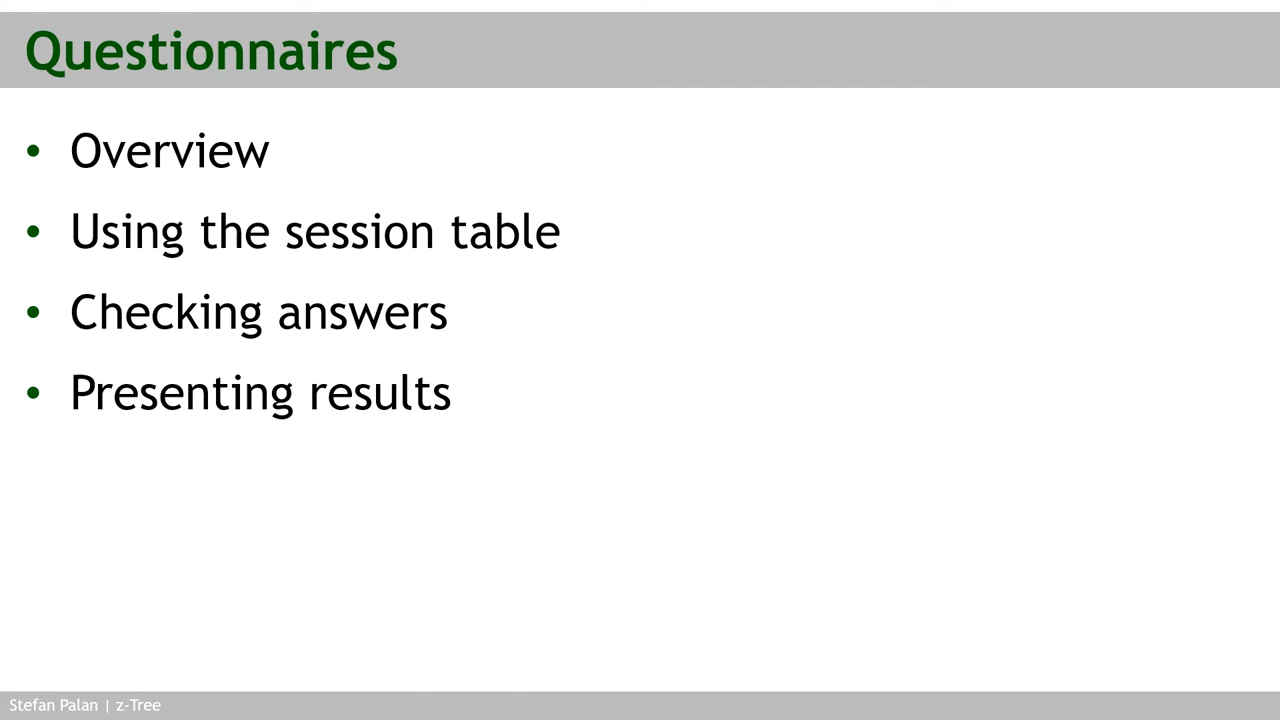 Questionnaires
• Overview
• Using the session table
• Checking answers
• Presenting results
Stefan Palan | z-Tree